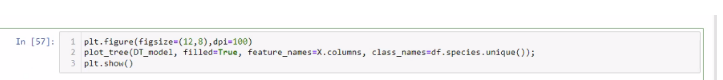 In [57]: 1 plt.figure(figsize=(12,8),dpi=100)
2 plot_tree(DT_model, filled=True, feature_names=X.columns, class_names=df.species.unique());
3 plt.show()